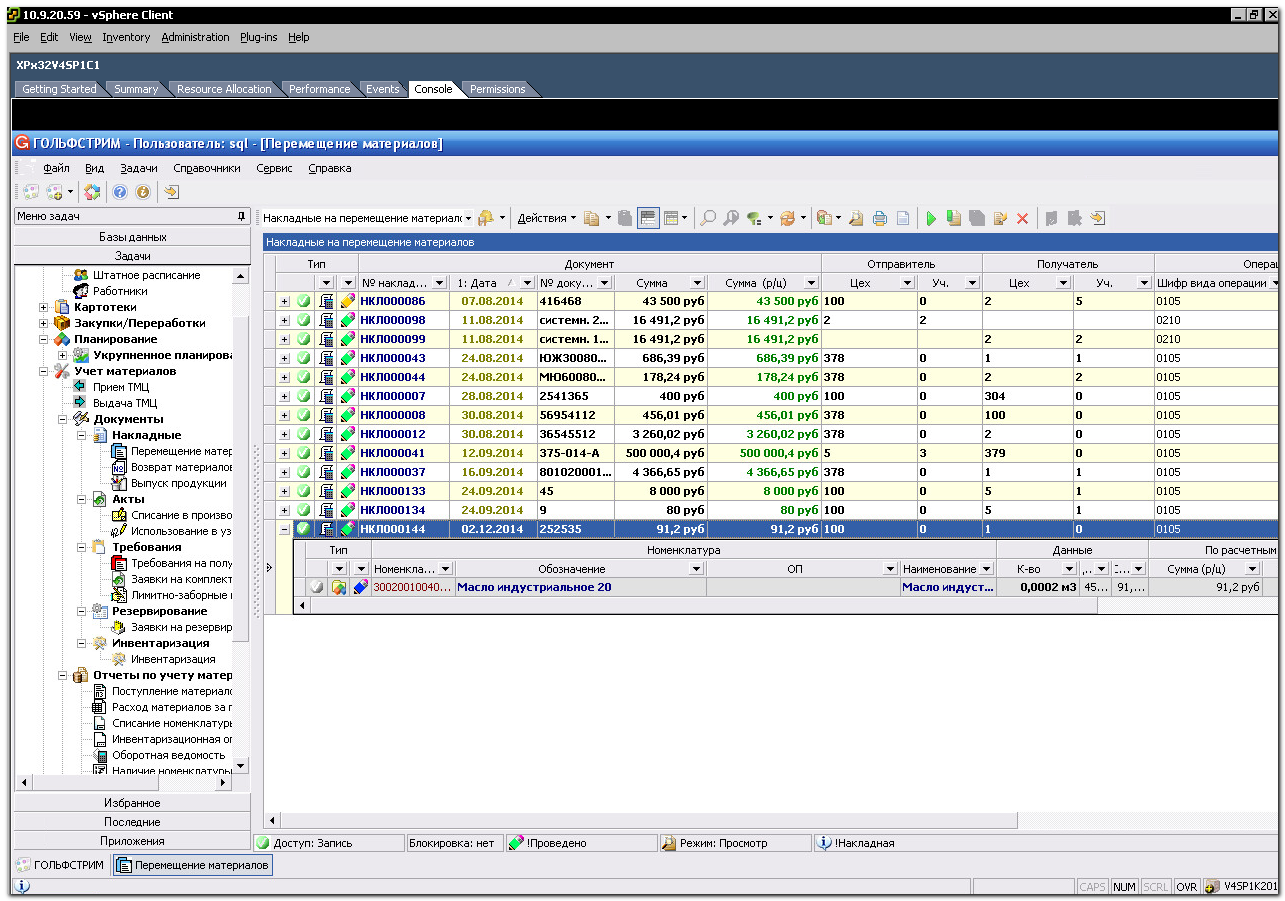 10.9.20.59 - vSphere Client
File Edit View Inventory Administration Plug-ins Help
XPx32V4SP1C1
Getting Started Summary Resource Allocation Performance Events Console Permissions
ГОЛЬФСТРИМ - Пользователь: sql - [Перемещение материалов]
Файл Вид Задачи Справочники Сервис Справка
Меню задач
Базы данных
Задачи
Штатное расписание
Работники
Картотеки
Закупки/Переработки
Планирование
Укрупненное планирова
Учет материалов
Прием ТМЦ
Выдача ТМЦ
Документы
Накладные
Перемещение матер
Возврат материалов
Выпуск продукции
Акты
Списание в произво
Использование в уз
Требования
Требования на полу
Заявки на комплект
Лимитно-заборные
Резервирование
Заявки на резервир
Инвентаризация
Инвентаризация
Отчеты по учету матер
Поступление материало
Расход материалов за г
Списание номенклатуры
Инвентаризационная оп
Оборотная ведомость
Наличие номенклатуры
Избранное
Последние
Приложения
Накладные на перемещение материалс Действия
Накладные на перемещение материалов
Тип Документ Отправитель Получатель Операц
№ наклад... 1: Дата № доку... Сумма Сумма (р/ц) Цех Уч. Цех Уч. Шифр вида операции
НКЛ000086 07.08.2014 416468 43 500 руб 43 500 руб 100 0 2 5 0105
НКЛ000098 11.08.2014 системн. 2... 16 491,2 руб 16 491,2 руб 2 2 0210
НКЛ000099 11.08.2014 системн. 1... 16 491,2 руб 16 491,2 руб 2 2 0210
НКЛ000043 24.08.2014 ЮЖ30080... 686,39 руб 686,39 руб 378 0 1 1 0105
НКЛ000044 24.08.2014 МЮ60080... 178,24 руб 178,24 руб 378 0 2 2 0105
НКЛ000007 28.08.2014 2541365 400 руб 400 руб 100 0 304 0 0105
НКЛ000008 30.08.2014 56954112 456,01 руб 456,01 руб 378 0 100 0 0105
НКЛ000012 30.08.2014 36545512 3 260,02 руб 3 260,02 руб 378 0 2 0 0105
НКЛ000041 12.09.2014 375-014-А 500 000,4 руб 500 000,4 руб 5 3 379 0 0105
НКЛ000037 16.09.2014 801020001... 4 366,65 руб 4 366,65 руб 378 0 1 1 0105
НКЛ000133 24.09.2014 45 8 000 руб 8 000 руб 100 0 5 1 0105
НКЛ000134 24.09.2014 9 80 руб 80 руб 100 0 5 1 0105
НКЛ000144 02.12.2014 252535 91,2 руб 91,2 руб 100 0 1 0 0105
Тип Номенклатура Данные По расчетным
Номенкла... Обозначение ОП Наименование К-во Сумма (р/ц)
30020010040... Масло индустриальное 20 Масло индуст... 0,0002 м3 45... 91,... 91,2 руб
Доступ: Запись Блокировка: нет !Проведено Режим: Просмотр !Накладная
ГОЛЬФСТРИМ Перемещение материалов
CAPS NUM SCRL OVR V4SP1K201